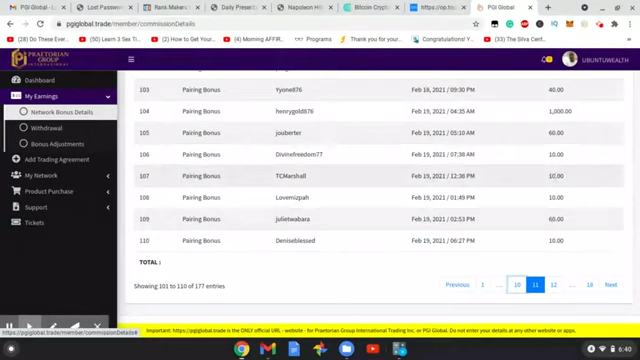 PGI Global - L
Lost Password
Rank Maker
Daily Present
Napoleon Hi
Bitcoin Crypt
https://op.to
PGI Global
pgiglobal.trade/member/commissionDetails
(20) Do These Ever...
(50) Learn 3 Sex Ti...
(2) How to Get Your...
(2) Morning AFFIR...
Programs
Thank you for your...
Congratulations! Y...
(133) The Silva Cent...
PRAETORIAN
GROUP
INTERNATIONAL
UBUNTUWEALTH
Dashboard
My Earnings
Network Bonus Details
Withdrawal
Bonus Adjustments
Add Trading Agreement
My Network
Product Purchase
Support
Tickets
103 Pairing Bonus Yyone876 Feb 18, 2021 / 09:30 PM 40.00
104 Pairing Bonus henrygold876 Feb 19, 2021 / 04:35 AM 1,000.00
105 Pairing Bonus jouberter Feb 19, 2021 / 05:10 AM 60.00
106 Pairing Bonus Divinefreedom77 Feb 19, 2021 / 07:38 AM 10.00
107 Pairing Bonus TCMarshall Feb 19, 2021 / 12:38 PM 10.00
108 Pairing Bonus Lovemizpah Feb 19, 2021 / 01:49 PM 10.00
109 Pairing Bonus julietwabara Feb 19, 2021 / 02:53 PM 60.00
110 Pairing Bonus Deniseblessed Feb 19, 2021 / 06:27 PM 10.00
TOTAL :
Showing 101 to 110 of 177 entries
Previous 1 ... 10 11 12 ... 18 Next
https://pgiglobal.trade/member/commissionDetails#
Important: https://pgiglobal.trade is the ONLY official URL - website - for Praetorian Group International Trading Inc. or PGI Global. Do not enter your details at any other website or apps.
6:40